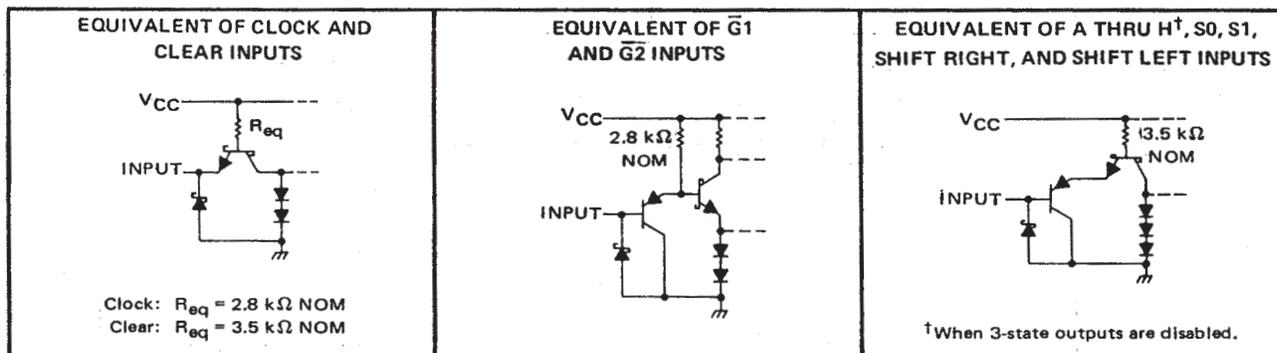 EQUIVALENT OF CLOCK AND
CLEAR INPUTS
VCC
Req
INPUT
Clock: Req = 2.8 kΩ NOM
Clear: Req = 3.5 kΩ NOM
EQUIVALENT OF G̅1
AND G̅2̅ INPUTS
VCC
2.8 kΩ
NOM
INPUT
EQUIVALENT OF A THRU H†, S0, S1,
SHIFT RIGHT, AND SHIFT LEFT INPUTS
VCC
3.5 kΩ
NOM
INPUT
†When 3-state outputs are disabled.